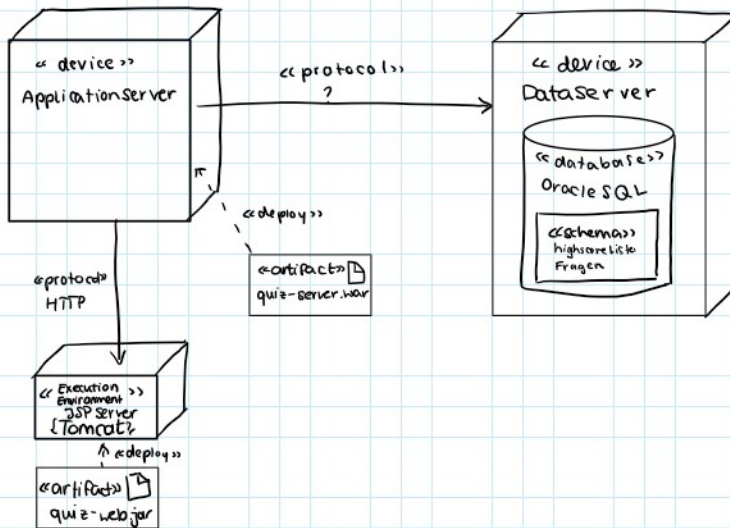 «device»
ApplicationServer
«protocol»
?
«device»
DataServer
«database»
OracleSQL
«schema»
highscoreListe
Fragen
«deploy»
«artifact»
quiz-server.war
«protocol»
HTTP
«Execution
Environment»
JSP Server
{Tomcat}
«deploy»
«artifact»
quiz-web.jar